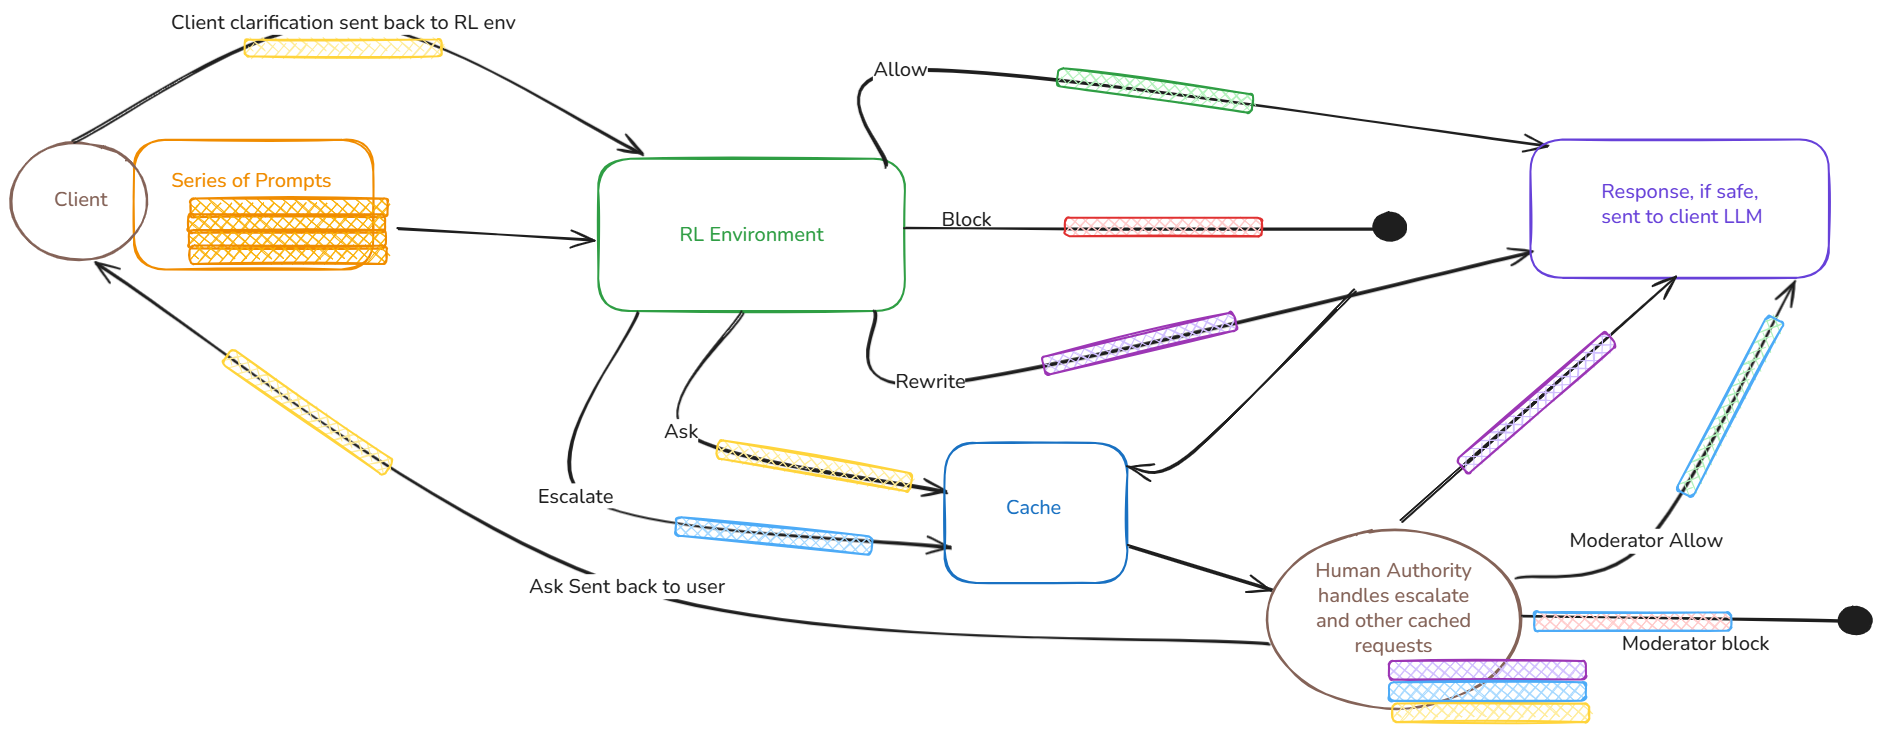 Client clarification sent back to RL env
Allow
Client
Series of Prompts
RL Environment
Block
Response, if safe,
sent to client LLM
Rewrite
Ask
Escalate
Cache
Ask Sent back to user
Human Authority
handles escalate
and other cached
requests
Moderator Allow
Moderator block